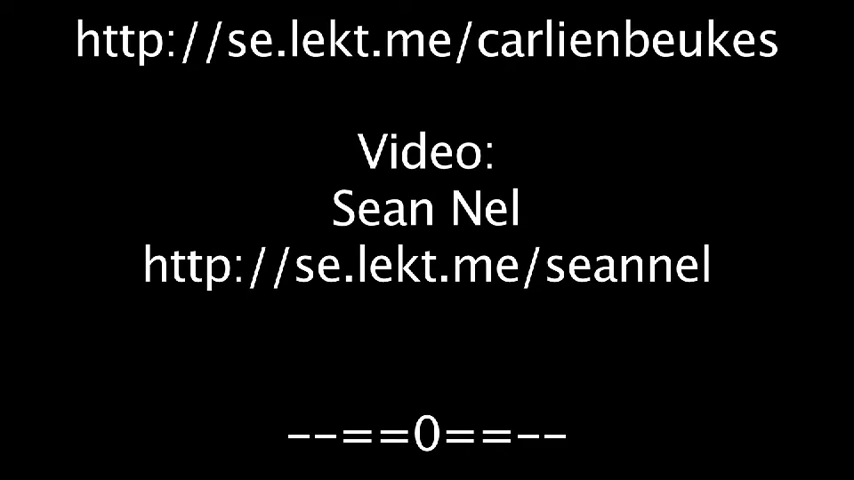 http://se.lekt.me/carlienbeukes
Video:
Sean Nel
http://se.lekt.me/seannel
--==0==--